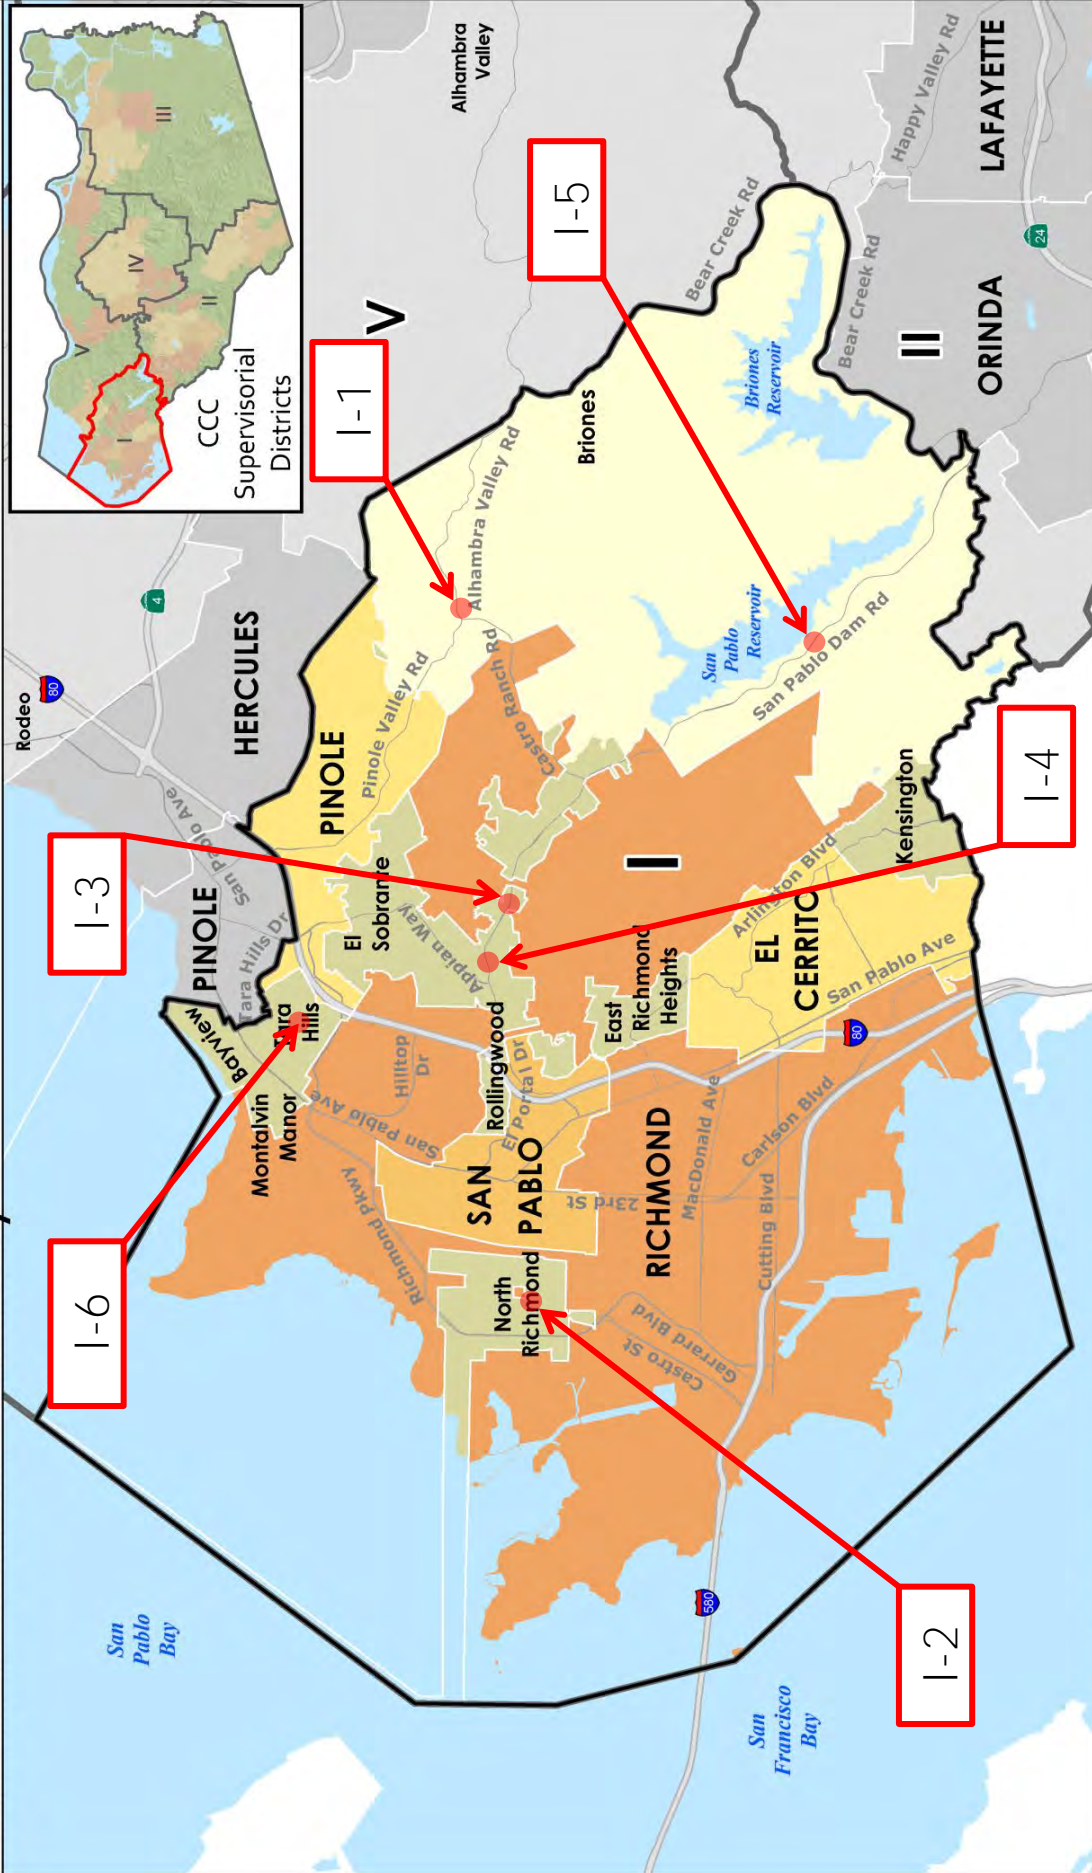 San
Pablo
Bay
San
Francisco
Bay
I-6
I-3
I-1
I-5
I-4
I-2
CCC
Supervisorial
Districts
I
II
III
IV
V
Rodeo
80
4
HERCULES
PINOLE
San Pablo Ave
Tara Hills Dr
Bayview
Tara
Hills
Montalvin
Manor
PINOLE
Pinole Valley Rd
El
Sobrante
Appian Way
Hilltop
Dr
San Pablo Ave
Richmond Pkwy
Rollingwood
El Portal Dr
SAN
PABLO
North
Richmond
23rd St
RICHMOND
MacDonald Ave
Cutting Blvd
Carlson Blvd
Garrard Blvd
Castro St
580
80
East
Richmond
Heights
EL
CERRITO
San Pablo Ave
Arlington Blvd
Kensington
I
Castro Ranch Rd
Alhambra Valley Rd
San
Pablo
Reservoir
San Pablo Dam Rd
Briones
Briones
Reservoir
V
Alhambra
Valley
Bear Creek Rd
Bear Creek Rd
Happy Valley Rd
II
ORINDA
LAFAYETTE
24